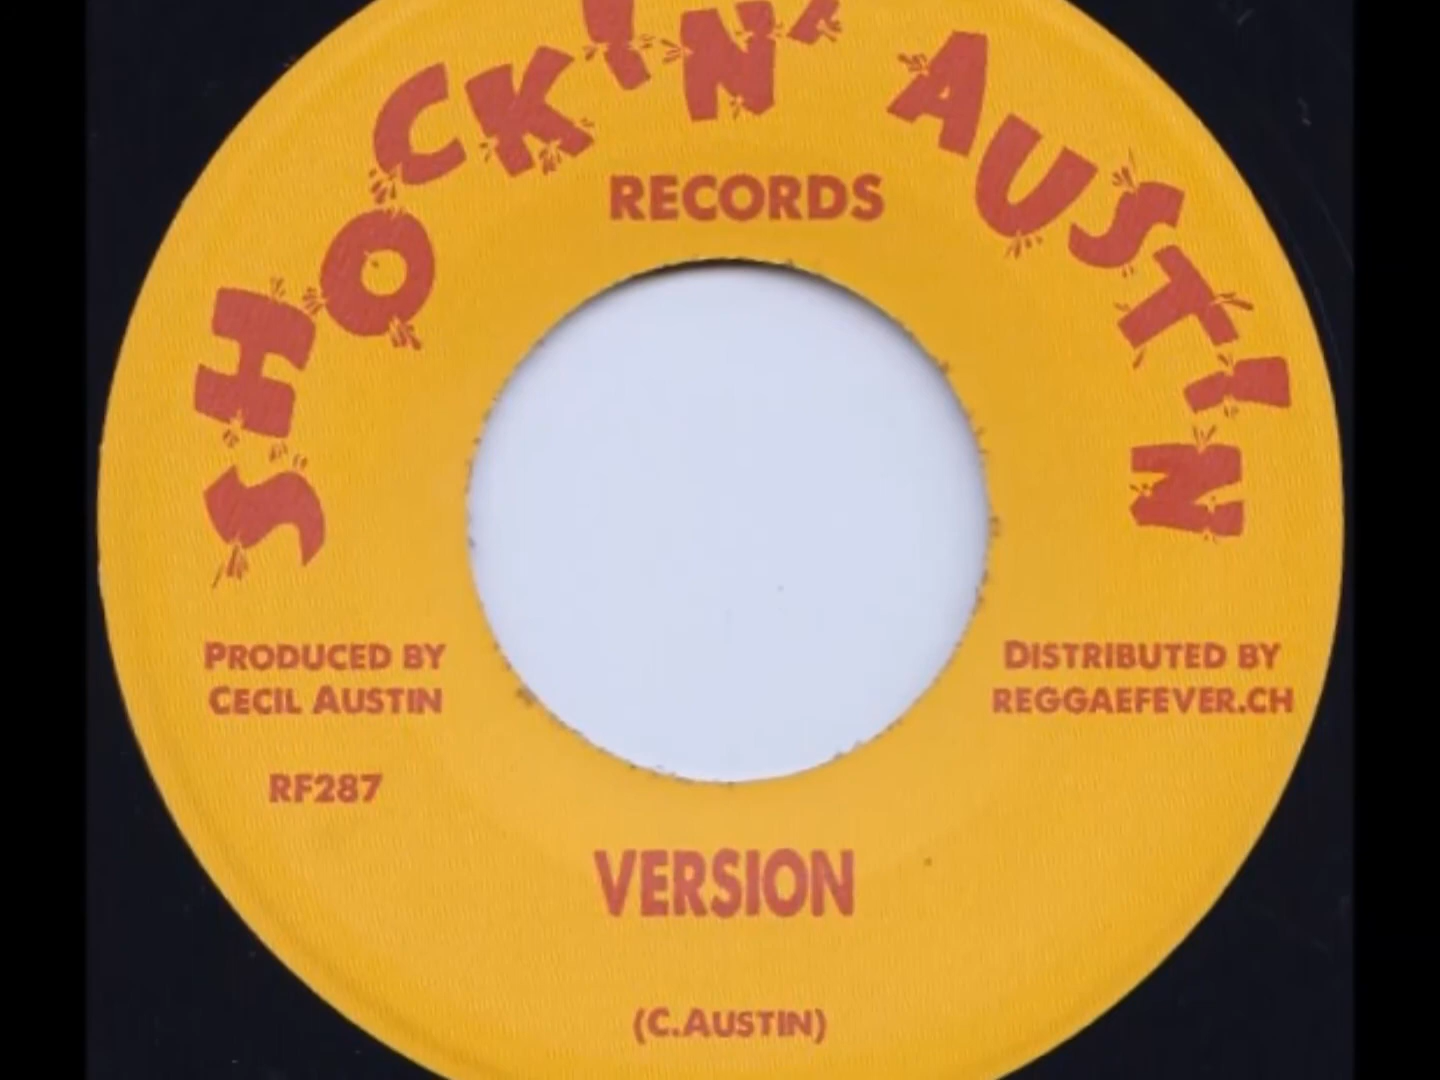 SHOCKIN' AUSTIN
RECORDS
PRODUCED BY
CECIL AUSTIN
DISTRIBUTED BY
REGGAEFEVER.CH
RF287
VERSION
(C.AUSTIN)